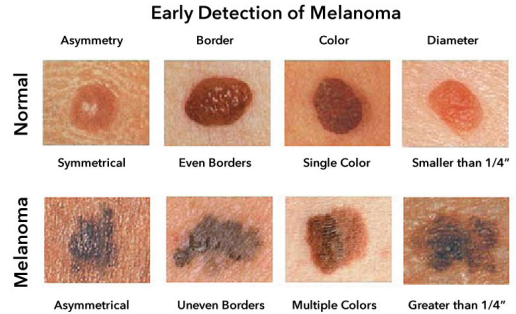 Early Detection of Melanoma
Asymmetry Border Color Diameter
Normal
Symmetrical Even Borders Single Color Smaller than 1/4”
Melanoma
Asymmetrical Uneven Borders Multiple Colors Greater than 1/4”